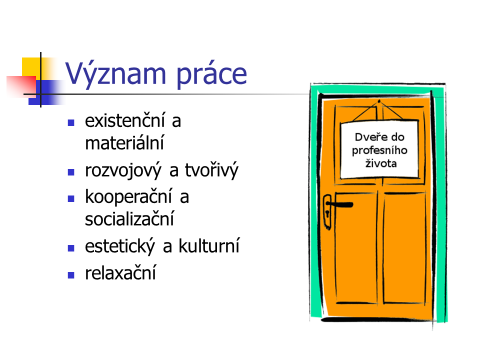 Význam práce
existenční a
materiální
rozvojový a tvořivý
kooperační a
socializační
estetický a kulturní
relaxační
Dveře do
profesního
života